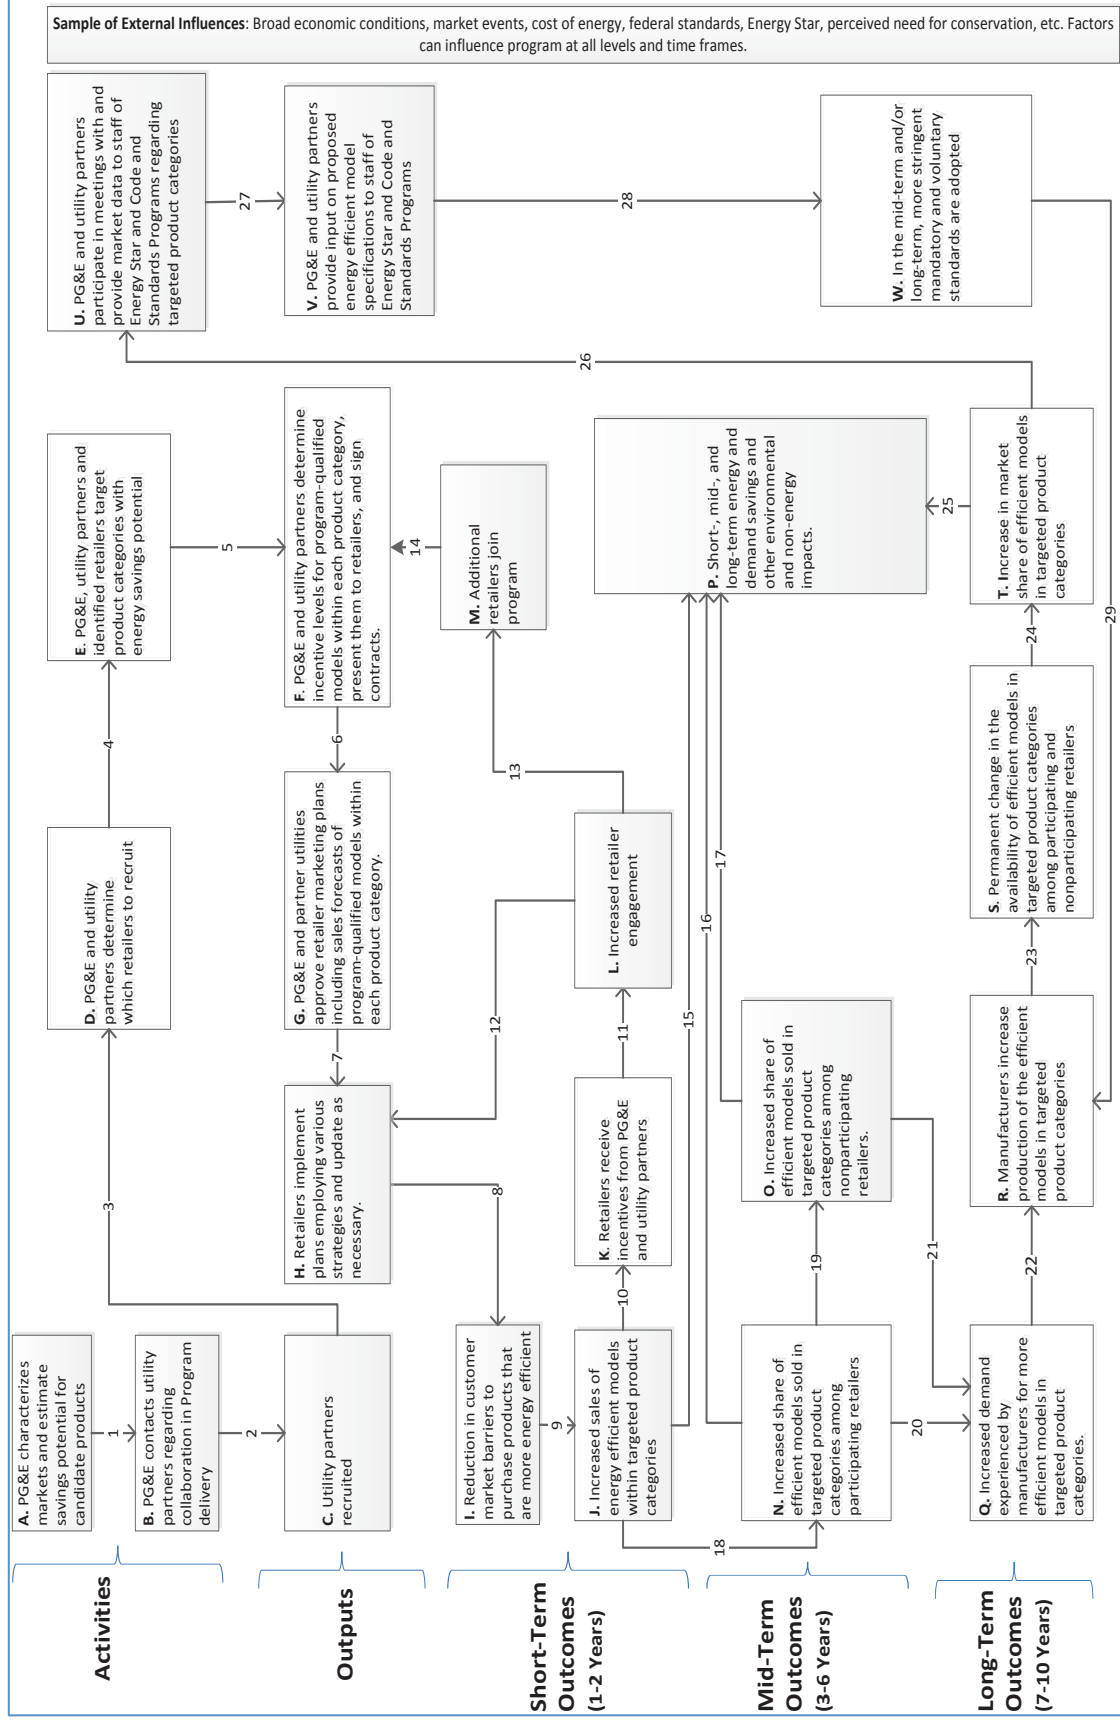 Sample of External Influences: Broad economic conditions, market events, cost of energy, federal standards, Energy Star, perceived need for conservation, etc. Factors
can influence program at all levels and time frames.
Activities
A. PG&E characterizes
markets and estimate
savings potential for
candidate products
1
B. PG&E contacts utility
partners regarding
collaboration in Program
delivery
2
3
D. PG&E and utility
partners determine
which retailers to recruit
4
E. PG&E, utility partners and
identified retailers target
product categories with
energy savings potential
5
U. PG&E and utility partners
participate in meetings with and
provide market data to staff of
Energy Star and Code and
Standards Programs regarding
targeted product categories
27
Outputs
C. Utility partners
recruited
H. Retailers implement
plans employing various
strategies and update as
necessary.
7
G. PG&E and partner utilities
approve retailer marketing plans
including sales forecasts of
program-qualified models within
each product category.
6
F. PG&E and utility partners determine
incentive levels for program-qualified
models within each product category,
present them to retailers, and sign
contracts.
V. PG&E and utility partners
provide input on proposed
energy efficient model
specifications to staff of
Energy Star and Code and
Standards Programs
8
12
13
14
28
Short-Term
Outcomes
(1-2 Years)
I. Reduction in customer
market barriers to
purchase products that
are more energy efficient
9
J. Increased sales of
energy efficient models
within targeted product
categories
10
K. Retailers receive
incentives from PG&E
and utility partners
11
L. Increased retailer
engagement
M. Additional
retailers join
program
15
16
17
18
26
Mid-Term
Outcomes
(3-6 Years)
N. Increased share of
efficient models sold in
targeted product
categories among
participating retailers
19
O. Increased share of
efficient models sold in
targeted product
categories among
nonparticipating
retailers.
P. Short-, mid-, and
long-term energy and
demand savings and
other environmental
and non-energy
impacts.
W. In the mid-term and/or
long-term, more stringent
mandatory and voluntary
standards are adopted
20
21
25
Long-Term
Outcomes
(7-10 Years)
Q. Increased demand
experienced by
manufacturers for more
efficient models in
targeted product
categories.
22
R. Manufacturers increase
production of the efficient
models in targeted
product categories
23
S. Permanent change in the
availability of efficient models in
targeted product categories
among participating and
nonparticipating retailers
24
T. Increase in market
share of efficient models
in targeted product
categories
29